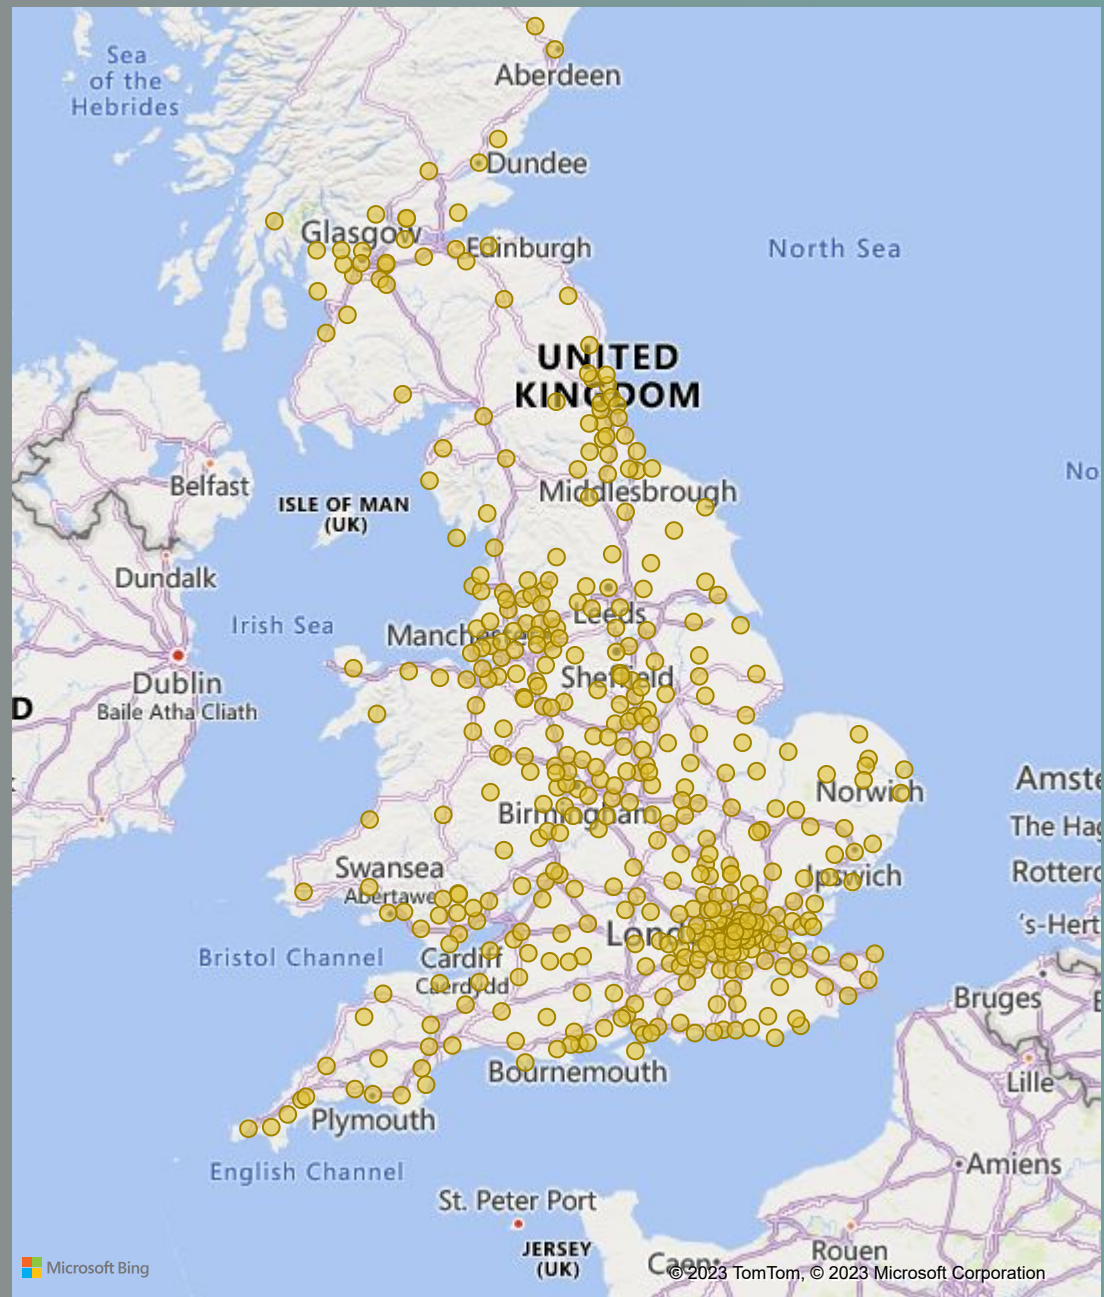 Sea
of the
Hebrides
Aberdeen
Dundee
Glasgow
Edinburgh
North Sea
UNITED
KINGDOM
Belfast
ISLE OF MAN
(UK)
Middlesbrough
No
Dundalk
Irish Sea
Leeds
Manchester
Dublin
Baile Atha Cliath
D
Sheffield
Norwich
Amste
Birmingham
The Hag
Swansea
Abertawe
Ipswich
Rotterd
's-Hert
London
Bristol Channel
Cardiff
Caerdydd
Bruges
Bournemouth
Lille
Plymouth
English Channel
Amiens
St. Peter Port
JERSEY
(UK)
Rouen
Caen
Microsoft Bing
© 2023 TomTom, © 2023 Microsoft Corporation